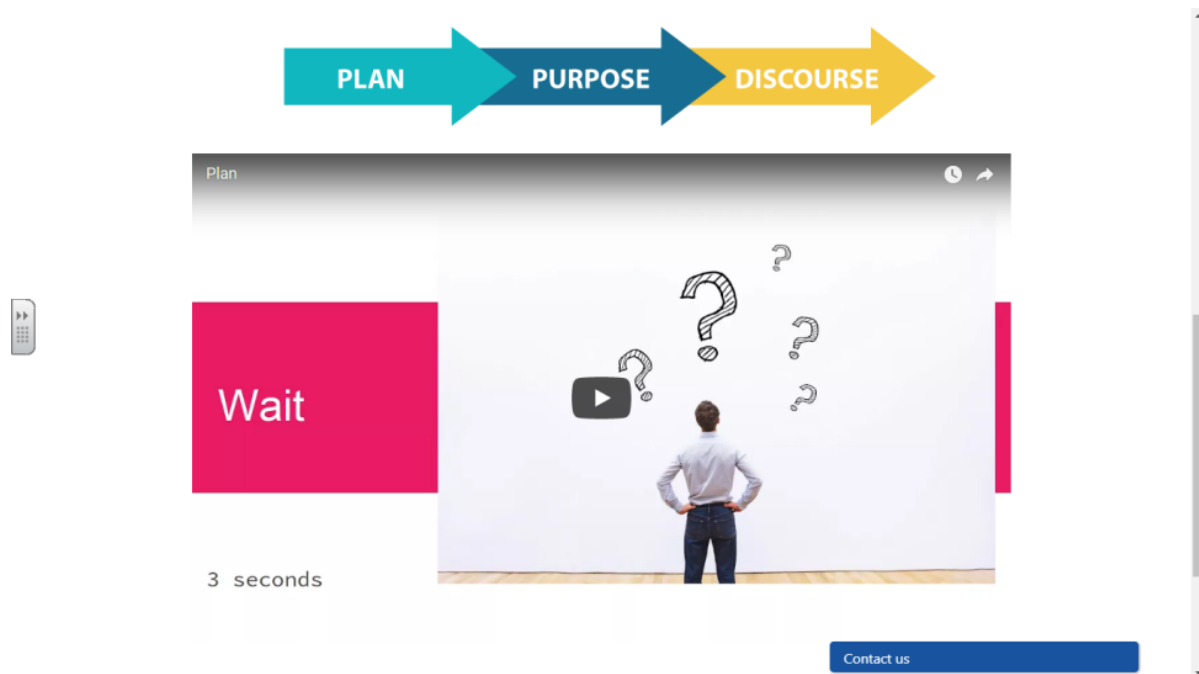 PLAN PURPOSE DISCOURSE
Plan
Wait
3 seconds
Contact us